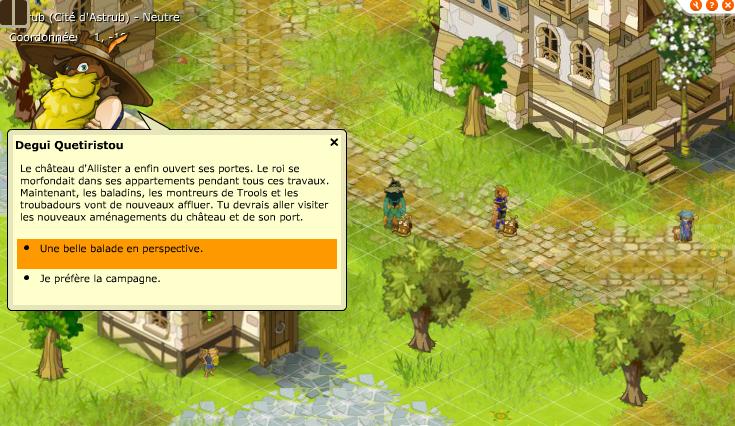 rub (Cité d'Astrub) - Neutre
Coordonnées
Degui Quetiristou
Le château d'Allister a enfin ouvert ses portes. Le roi se
morfondait dans ses appartements pendant tous ces travaux.
Maintenant, les baladins, les montreurs de Trools et les
troubadours vont de nouveaux affluer. Tu devrais aller visiter
les nouveaux aménagements du château et de son port.
Une belle balade en perspective.
Je préfère la campagne.